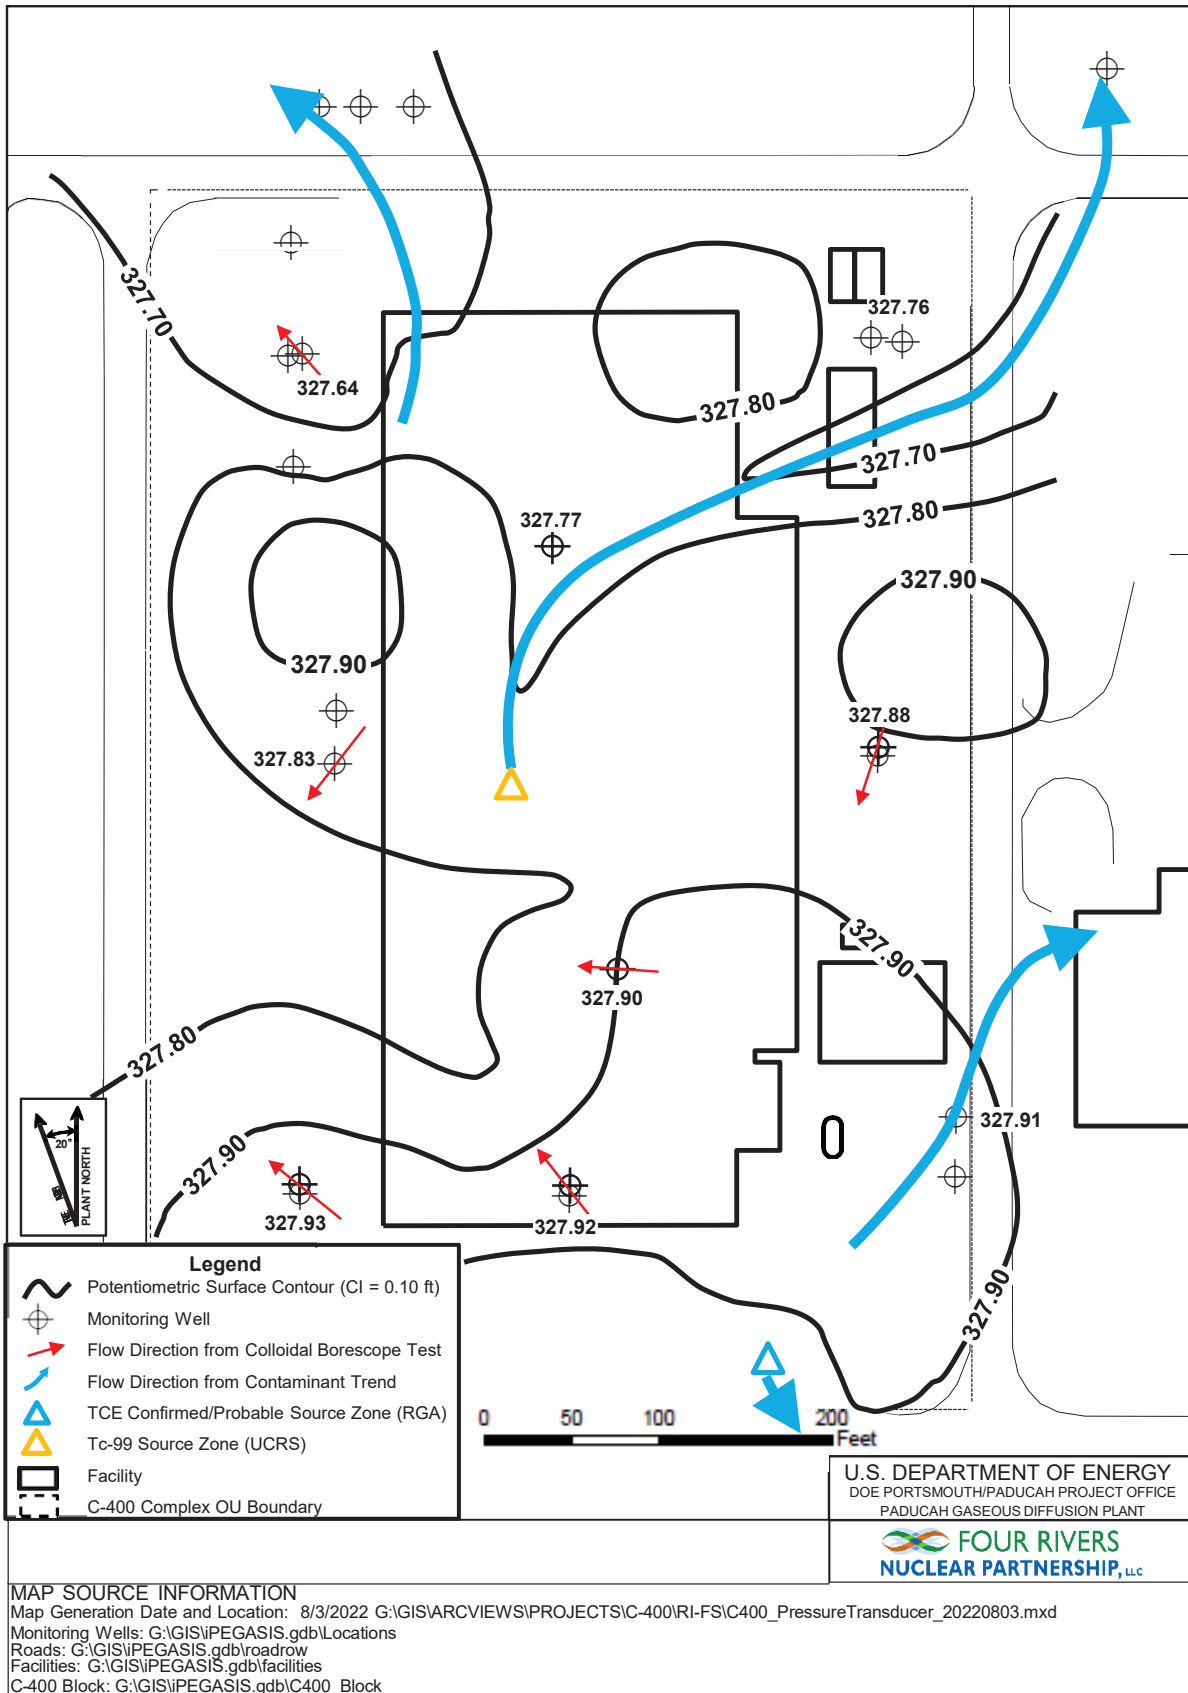 327.70
327.76
327.64
327.80
327.70
327.77
327.80
327.90
327.90
327.88
327.83
327.90
327.90
327.80
327.91
20°
PLANT NORTH
327.90
327.93
327.92
327.90
Legend
Potentiometric Surface Contour (CI = 0.10 ft)
Monitoring Well
Flow Direction from Colloidal Borescope Test
Flow Direction from Contaminant Trend
TCE Confirmed/Probable Source Zone (RGA)
Tc-99 Source Zone (UCRS)
Facility
C-400 Complex OU Boundary
0 50 100 200
Feet
U.S. DEPARTMENT OF ENERGY
DOE PORTSMOUTH/PADUCAH PROJECT OFFICE
PADUCAH GASEOUS DIFFUSION PLANT
FOUR RIVERS
NUCLEAR PARTNERSHIP, LLC
MAP SOURCE INFORMATION
Map Generation Date and Location: 8/3/2022 G:\GIS\ARCVIEWS\PROJECTS\C-400\RI-FS\C400_PressureTransducer_20220803.mxd
Monitoring Wells: G:\GIS\iPEGASIS.gdb\Locations
Roads: G:\GIS\iPEGASIS.gdb\roadrow
Facilities: G:\GIS\iPEGASIS.gdb\facilities
C-400 Block: G:\GIS\iPEGASIS.gdb\C400_Block